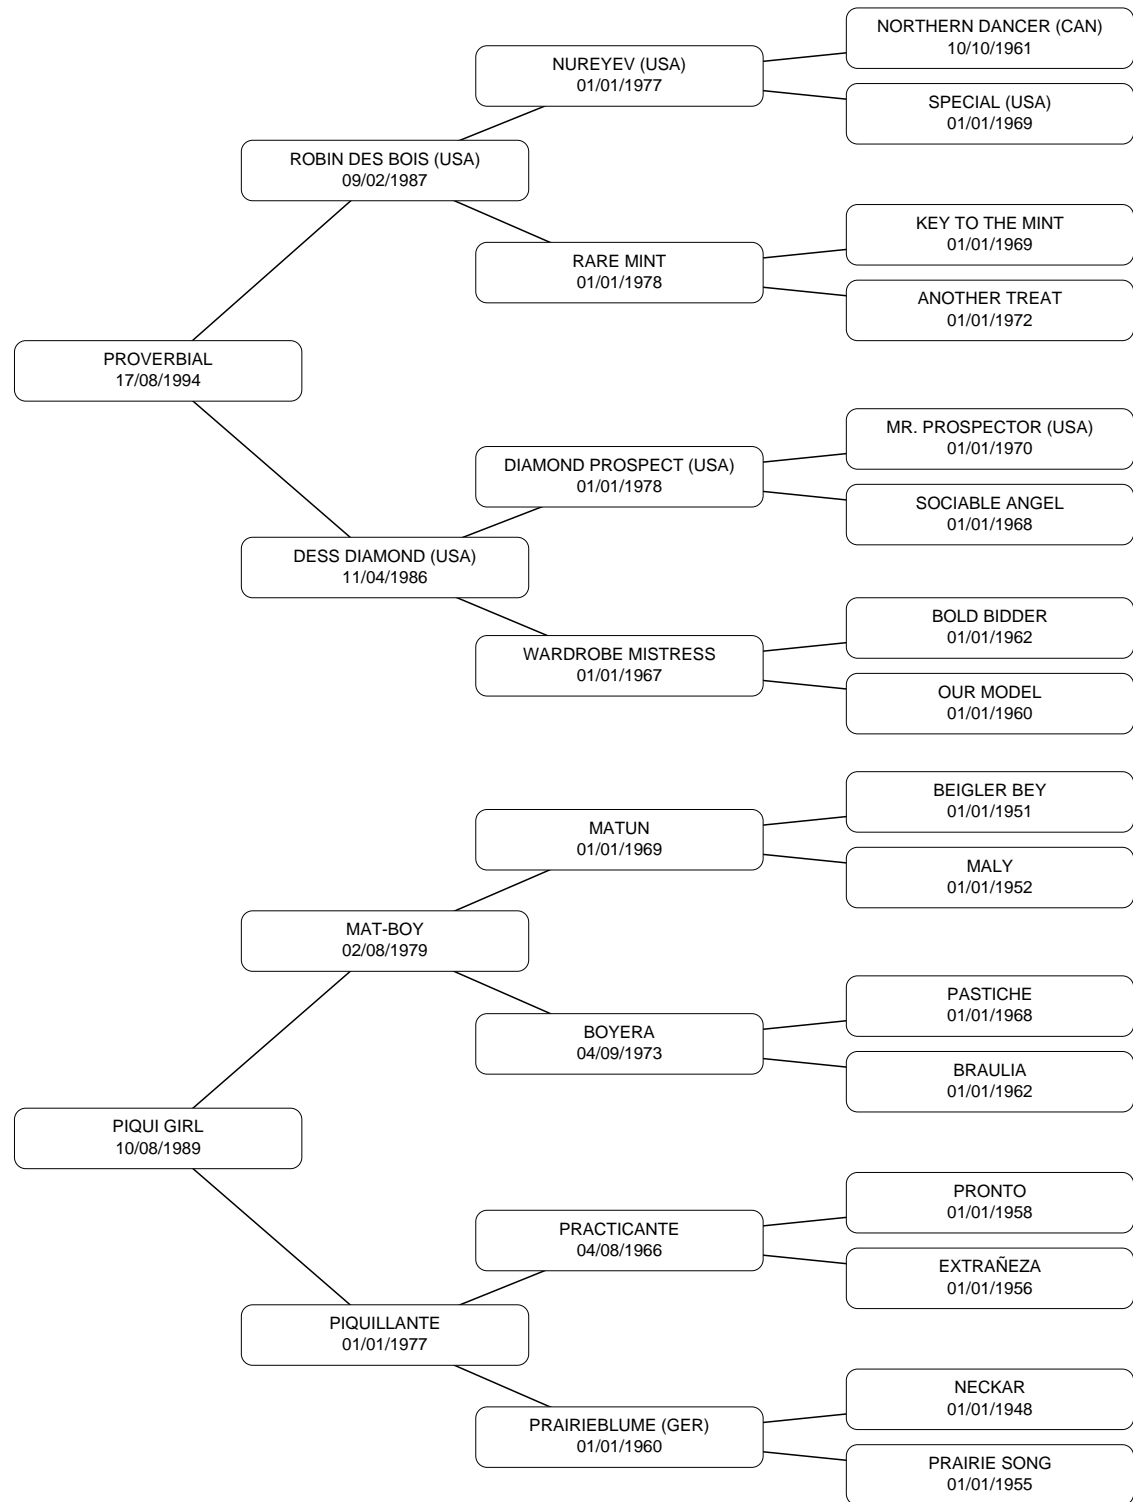 NORTHERN DANCER (CAN)
10/10/1961
NUREYEV (USA)
01/01/1977
SPECIAL (USA)
01/01/1969
ROBIN DES BOIS (USA)
09/02/1987
KEY TO THE MINT
01/01/1969
RARE MINT
01/01/1978
ANOTHER TREAT
01/01/1972
PROVERBIAL
17/08/1994
MR. PROSPECTOR (USA)
01/01/1970
DIAMOND PROSPECT (USA)
01/01/1978
SOCIABLE ANGEL
01/01/1968
DESS DIAMOND (USA)
11/04/1986
BOLD BIDDER
01/01/1962
WARDROBE MISTRESS
01/01/1967
OUR MODEL
01/01/1960
BEIGLER BEY
01/01/1951
MATUN
01/01/1969
MALY
01/01/1952
MAT-BOY
02/08/1979
PASTICHE
01/01/1968
BOYERA
04/09/1973
BRAULIA
01/01/1962
PIQUI GIRL
10/08/1989
PRONTO
01/01/1958
PRACTICANTE
04/08/1966
EXTRAÑEZA
01/01/1956
PIQUILLANTE
01/01/1977
NECKAR
01/01/1948
PRAIRIEBLUME (GER)
01/01/1960
PRAIRIE SONG
01/01/1955